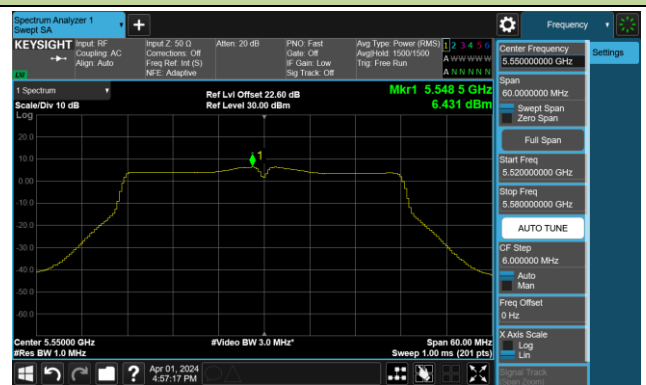 Spectrum Analyzer 1
Swept SA
Frequency
KEYSIGHT
Input: RF
Coupling: AC
Align: Auto
Input Z: 50 Ω
Corrections: Off
Freq Ref: Int (S)
NFE: Adaptive
Atten: 20 dB
PNO: Fast
Gate: Off
IF Gain: Low
Sig Track: Off
Avg Type: Power (RMS)
Avg|Hold: 1500/1500
Trig: Free Run
1 2 3 4 5 6
A W W W W W
A N N N N N
LW
Center Frequency
5.550000000 GHz
Settings
Span
60.0000000 MHz
Swept Span
Zero Span
Full Span
Start Freq
5.520000000 GHz
Stop Freq
5.580000000 GHz
AUTO TUNE
CF Step
6.000000 MHz
Auto
Man
Freq Offset
0 Hz
X Axis Scale
Log
Lin
Signal Track
(Span Zoom)
1 Spectrum
Scale/Div 10 dB
Log
Ref Lvl Offset 22.60 dB
Ref Level 30.00 dBm
Mkr1 5.548 5 GHz
6.431 dBm
1
20.0
10.0
0.00
-10.0
-20.0
-30.0
-40.0
-50.0
-60.0
Center 5.55000 GHz
#Res BW 1.0 MHz
#Video BW 3.0 MHz*
Span 60.00 MHz
Sweep 1.00 ms (201 pts)
?
Apr 01, 2024
4:57:17 PM